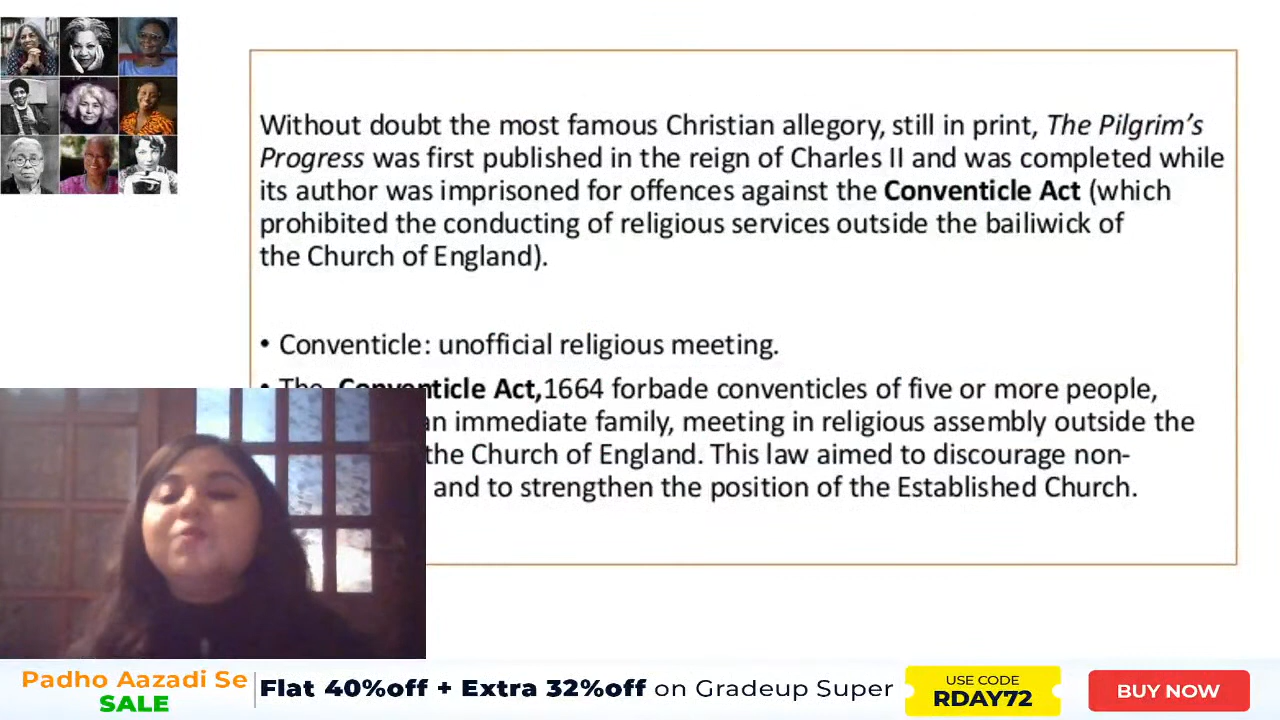 Without doubt the most famous Christian allegory, still in print, The Pilgrim's
Progress was first published in the reign of Charles II and was completed while
its author was imprisoned for offences against the Conventicle Act (which
prohibited the conducting of religious services outside the bailiwick of
the Church of England).
• Conventicle: unofficial religious meeting.
• The Conventicle Act,1664 forbade conventicles of five or more people,
an immediate family, meeting in religious assembly outside the
the Church of England. This law aimed to discourage non-
and to strengthen the position of the Established Church.
Padho Aazadi Se
SALE
Flat 40%off + Extra 32%off on Gradeup Super
USE CODE
RDAY72
BUY NOW